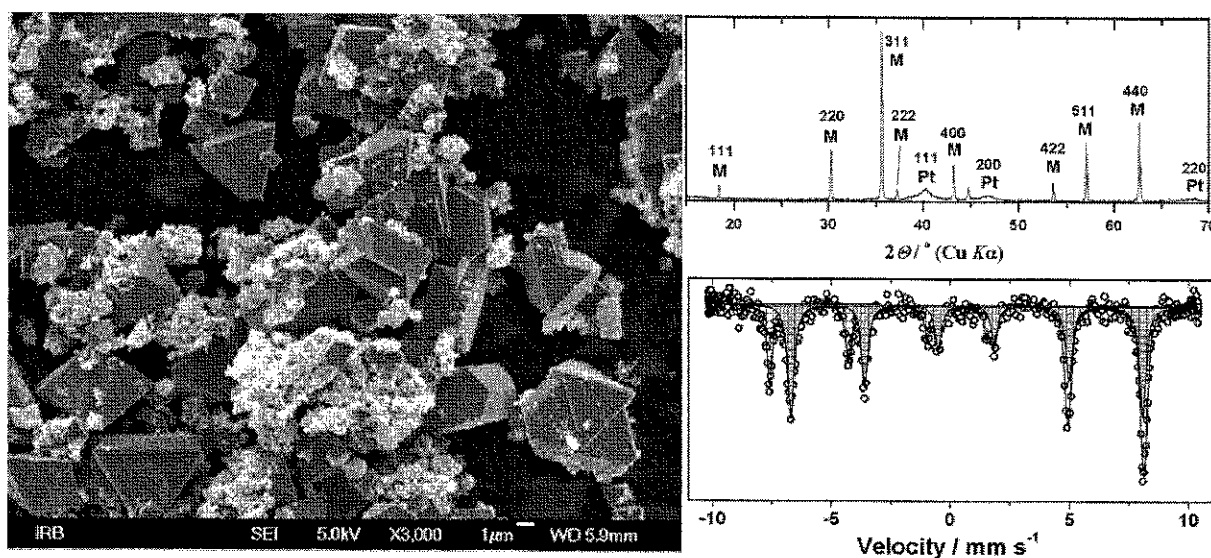 IRB SEI 5.0kV X3,000 1μm WD 5.9mm
311
M
220
M
222
M
111
M
111
Pt
400
M
200
Pt
422
M
511
M
440
M
220
Pt
20 30 40 50 60 70
2Θ/ ° (Cu Kα)
-10 -5 0 5 10
Velocity / mm s⁻¹